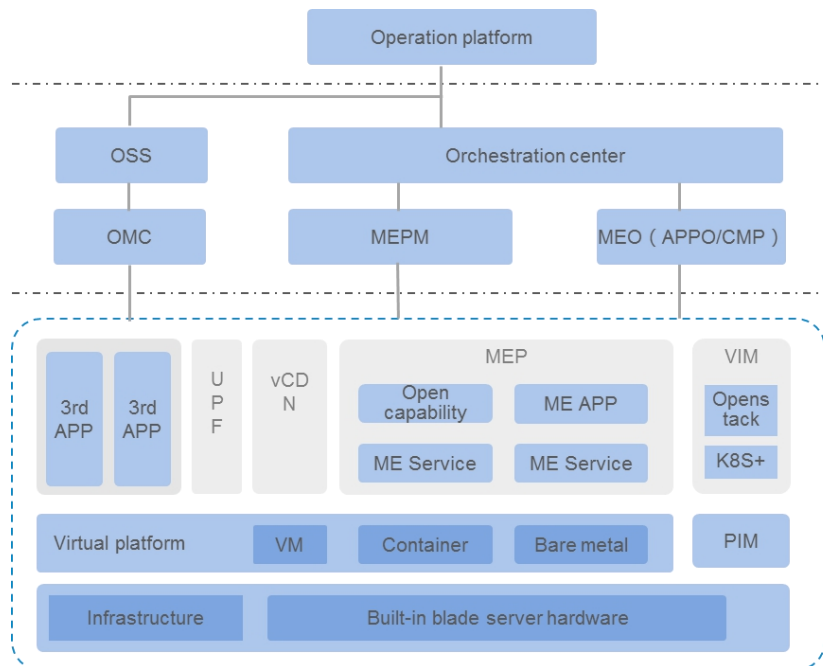 Operation platform
OSS
Orchestration center
OMC
MEPM
MEO ( APPO/CMP )
3rd
APP
3rd
APP
U
P
F
vCD
N
MEP
Open
capability
ME APP
ME Service
ME Service
VIM
Opens
tack
K8S+
Virtual platform
VM
Container
Bare metal
PIM
Infrastructure
Built-in blade server hardware